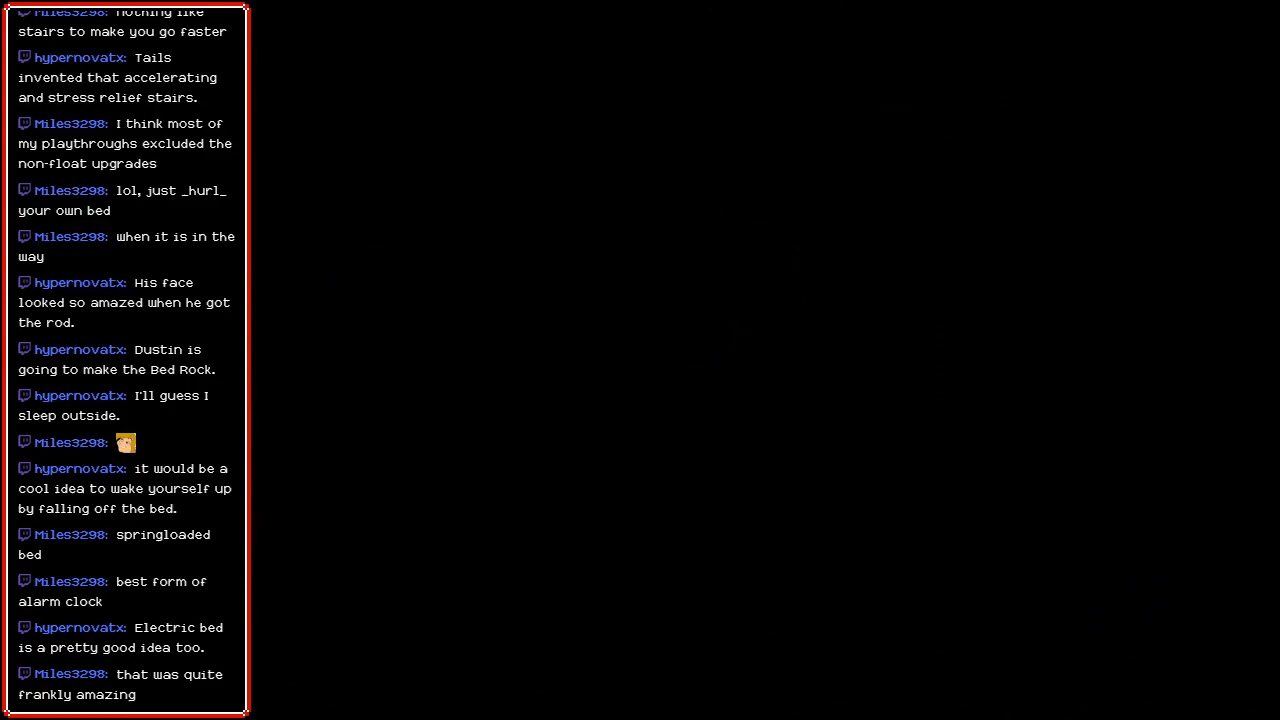 Miles3298: nothing like
stairs to make you go faster
hypernovatx: Tails
invented that accelerating
and stress relief stairs.
Miles3298: I think most of
my playthroughs excluded the
non-float upgrades
Miles3298: lol, just _hurl_
your own bed
Miles3298: when it is in the
way
hypernovatx: His face
looked so amazed when he got
the rod.
hypernovatx: Dustin is
going to make the Bed Rock.
hypernovatx: I'll guess I
sleep outside.
Miles3298:
hypernovatx: it would be a
cool idea to wake yourself up
by falling off the bed.
Miles3298: springloaded
bed
Miles3298: best form of
alarm clock
hypernovatx: Electric bed
is a pretty good idea too.
Miles3298: that was quite
frankly amazing